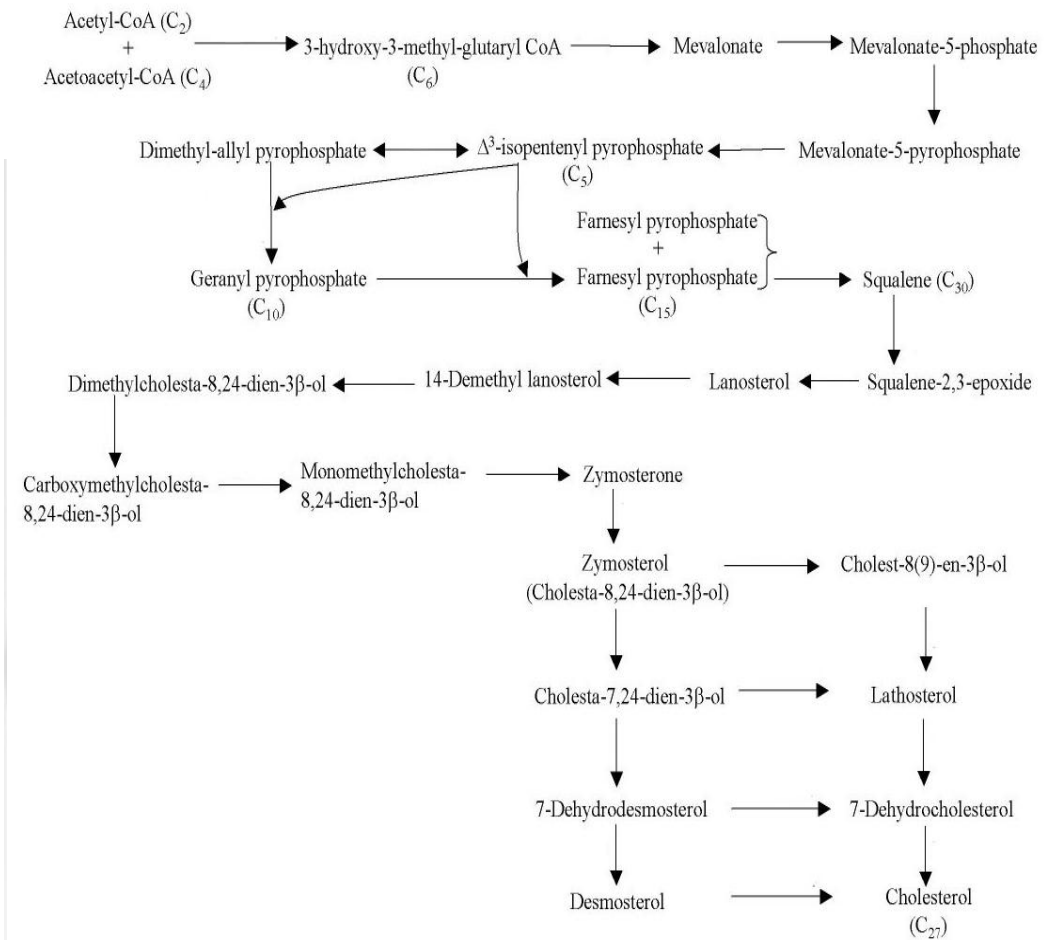 Acetyl-CoA (C₂)
+
Acetoacetyl-CoA (C₄)
3-hydroxy-3-methyl-glutaryl CoA
(C₆)
Mevalonate
Mevalonate-5-phosphate
Dimethyl-allyl pyrophosphate
Δ³-isopentenyl pyrophosphate
(C₅)
Mevalonate-5-pyrophosphate
Geranyl pyrophosphate
(C₁₀)
Farnesyl pyrophosphate
+
Farnesyl pyrophosphate
(C₁₅)
Squalene (C₃₀)
Dimethylcholesta-8,24-dien-3β-ol
14-Demethyl lanosterol
Lanosterol
Squalene-2,3-epoxide
Carboxymethylcholesta-
8,24-dien-3β-ol
Monomethylcholesta-
8,24-dien-3β-ol
Zymosterone
Zymosterol
(Cholesta-8,24-dien-3β-ol)
Cholest-8(9)-en-3β-ol
Cholesta-7,24-dien-3β-ol
Lathosterol
7-Dehydrodesmosterol
7-Dehydrocholesterol
Desmosterol
Cholesterol
(C₂₇)